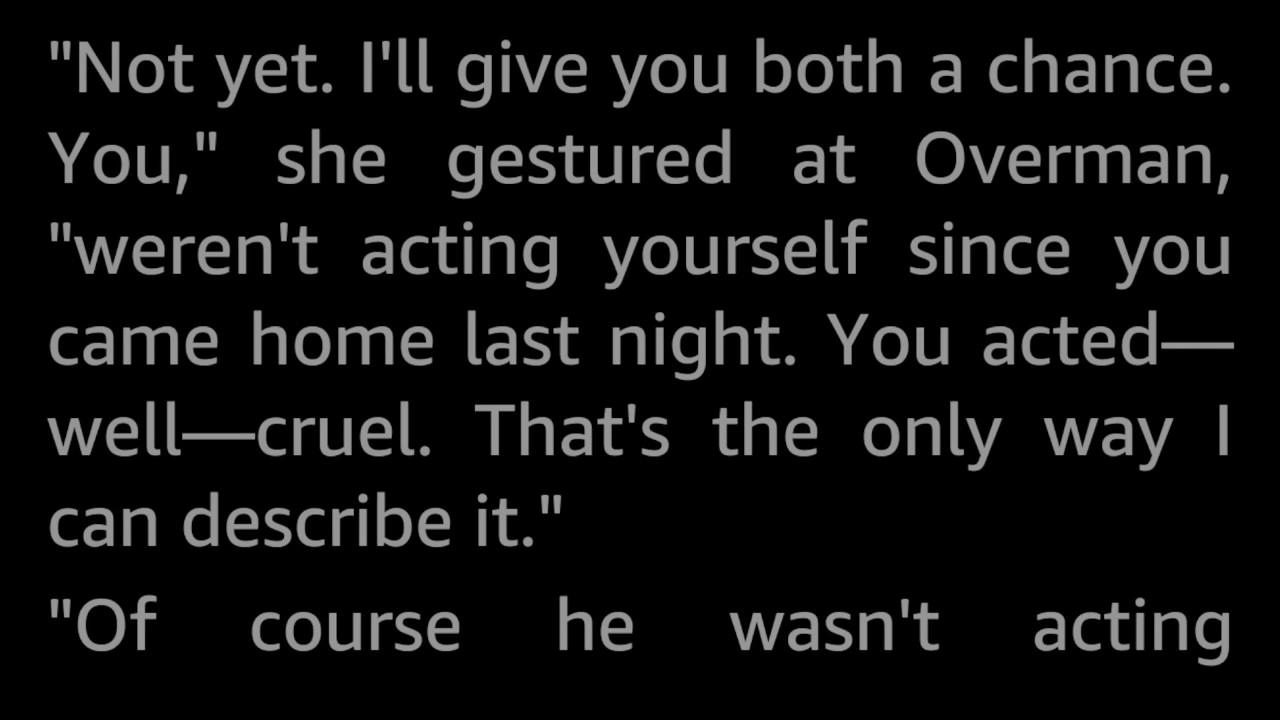 "Not yet. I'll give you both a chance.
You," she gestured at Overman,
"weren't acting yourself since you
came home last night. You acted—
well—cruel. That's the only way I
can describe it."
"Of course he wasn't acting